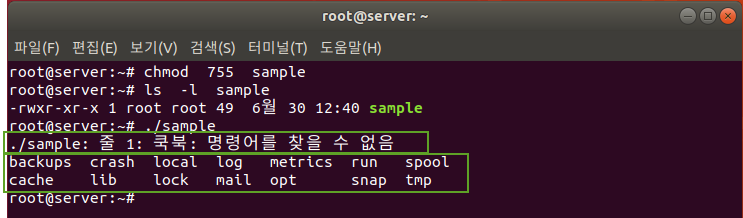 root@server: ~
파일(F) 편집(E) 보기(V) 검색(S) 터미널(T) 도움말(H)
root@server:~# chmod  755  sample
root@server:~# ls  -l  sample
-rwxr-xr-x 1 root root 49  6월 30 12:40 sample
root@server:~# ./sample
./sample: 줄 1: 쿡북: 명령어를 찾을 수 없음
backups  crash  local  log   metrics  run   spool
cache    lib    lock   mail  opt      snap  tmp
root@server:~#